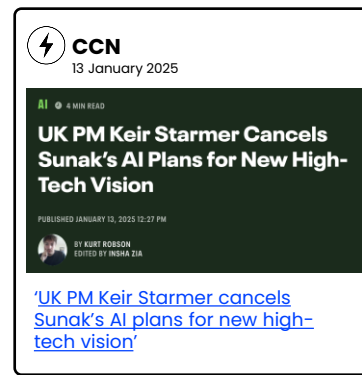 CCN
13 January 2025
AI 4 MIN READ
UK PM Keir Starmer Cancels
Sunak's AI Plans for New High-
Tech Vision
PUBLISHED JANUARY 13, 2025 12:27 PM
BY KURT ROBSON
EDITED BY INSHA ZIA
‘UK PM Keir Starmer cancels
Sunak's AI plans for new high-
tech vision’